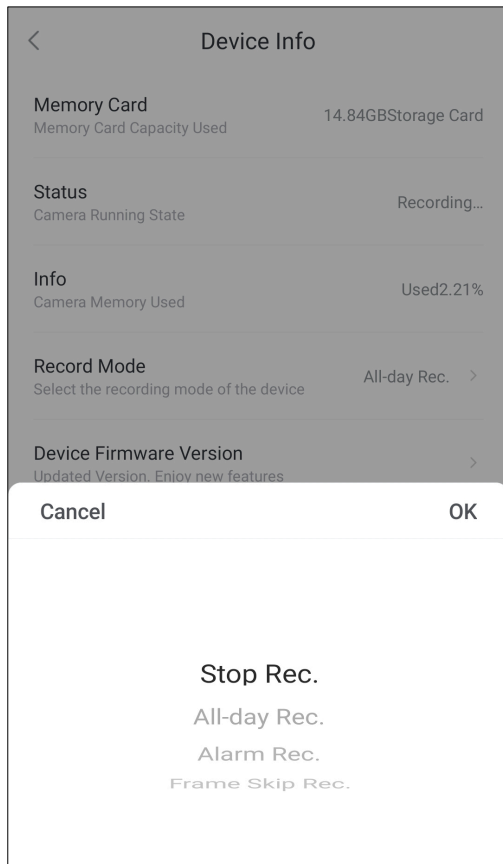 Device Info
Memory Card
14.84GBStorage Card
Memory Card Capacity Used
Status
Recording...
Camera Running State
Info
Used2.21%
Camera Memory Used
Record Mode
All-day Rec.
Select the recording mode of the device
Device Firmware Version
Updated Version, Enjoy new features
Cancel
OK
Stop Rec.
All-day Rec.
Alarm Rec.
Frame Skip Rec.